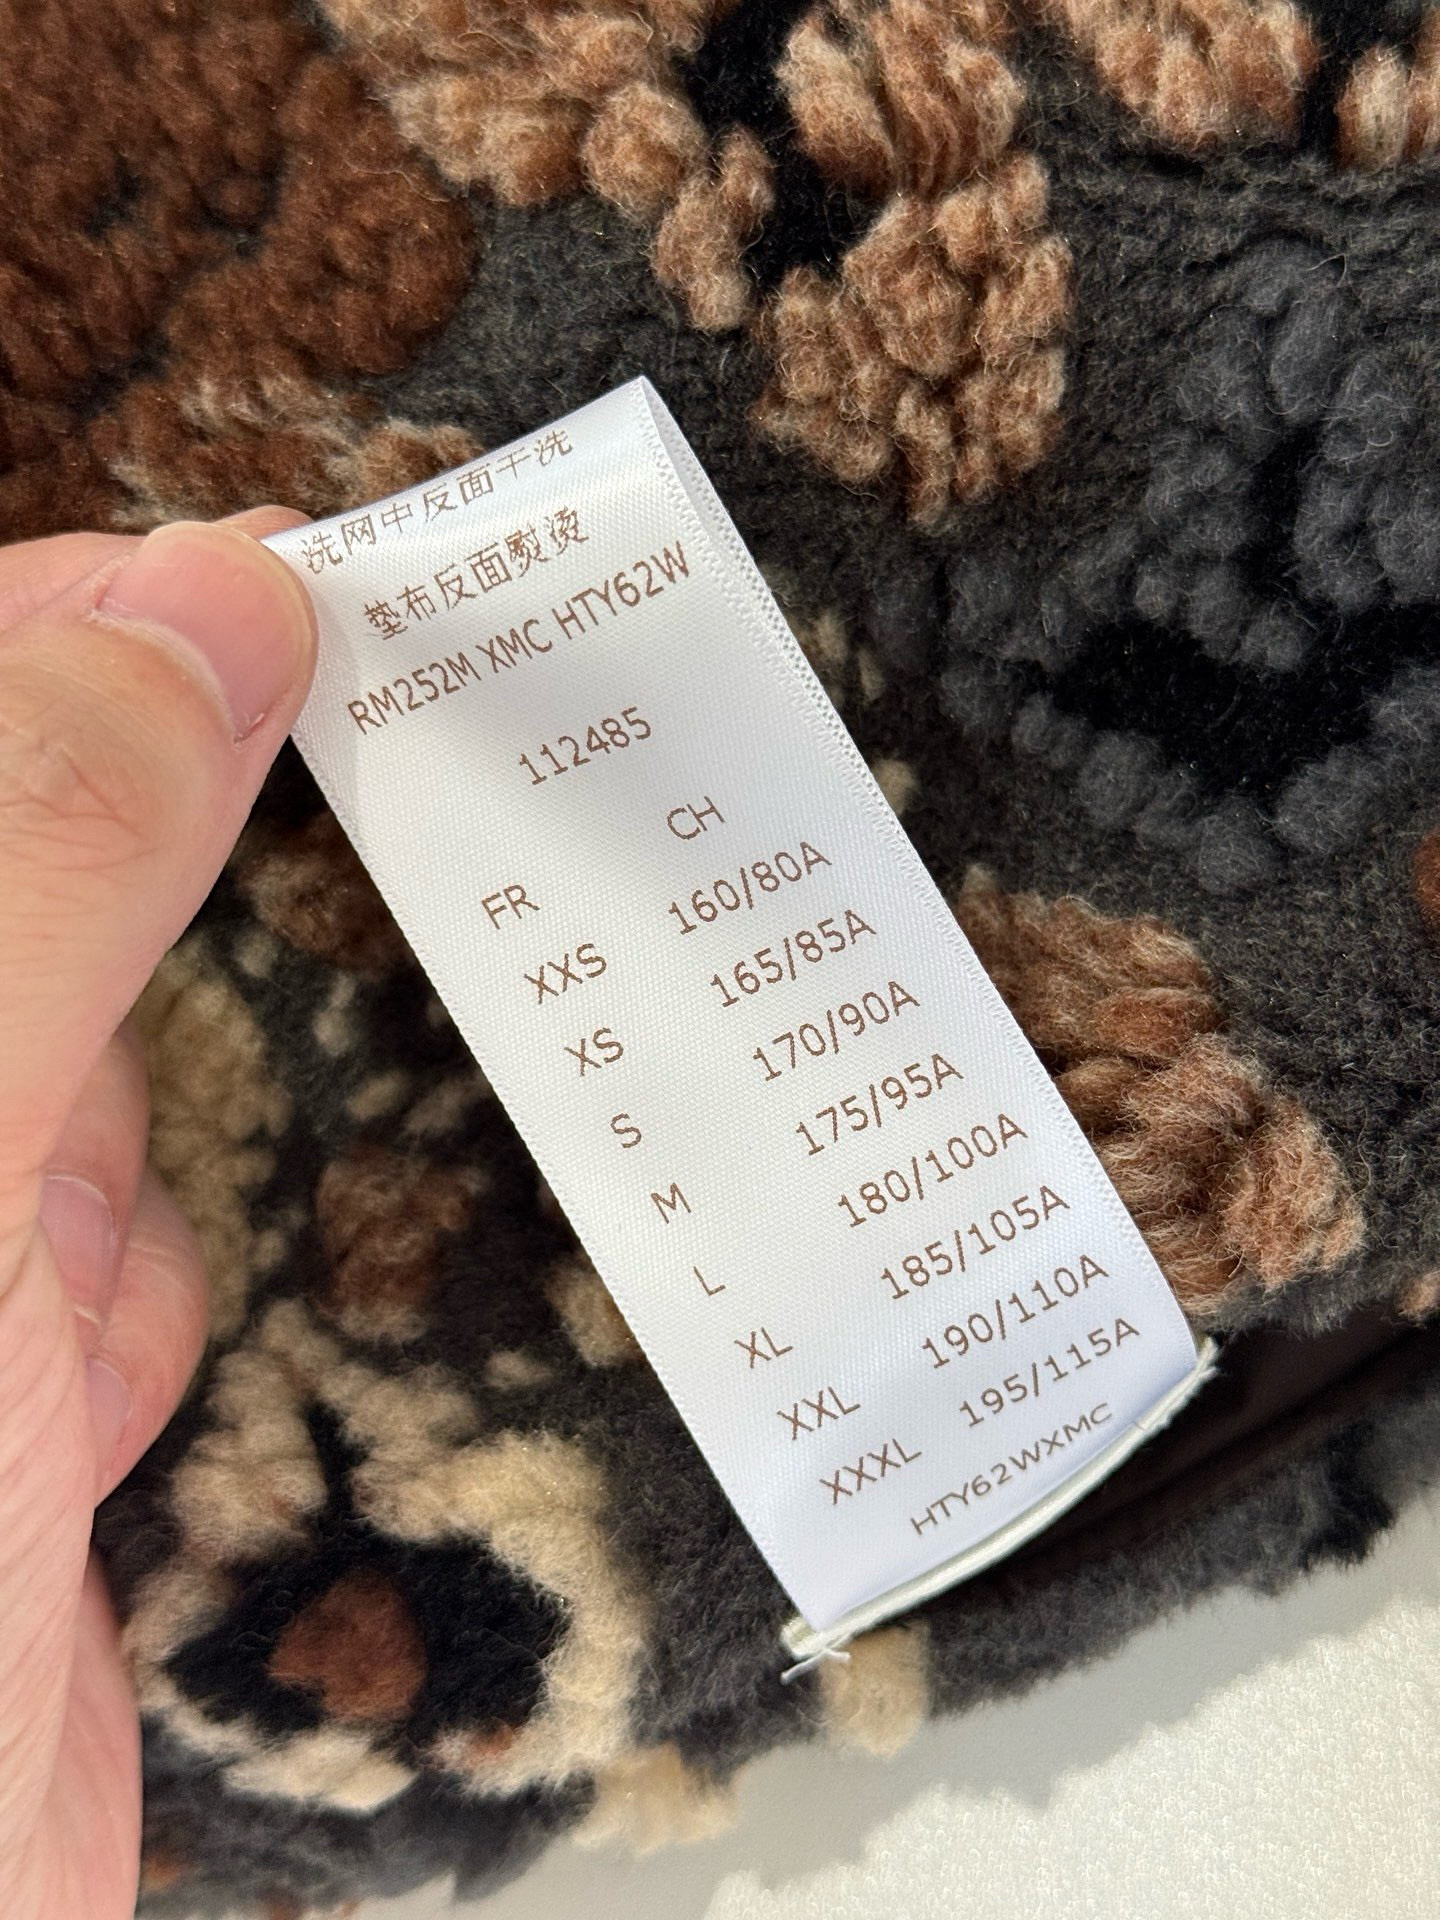 洗网中反面干洗
垫布反面熨烫
RM252M XMC HTY62W
112485
FR CH
XXS 160/80A
XS 165/85A
S 170/90A
M 175/95A
L 180/100A
XL 185/105A
XXL 190/110A
XXXL 195/115A
HTY62WXMC